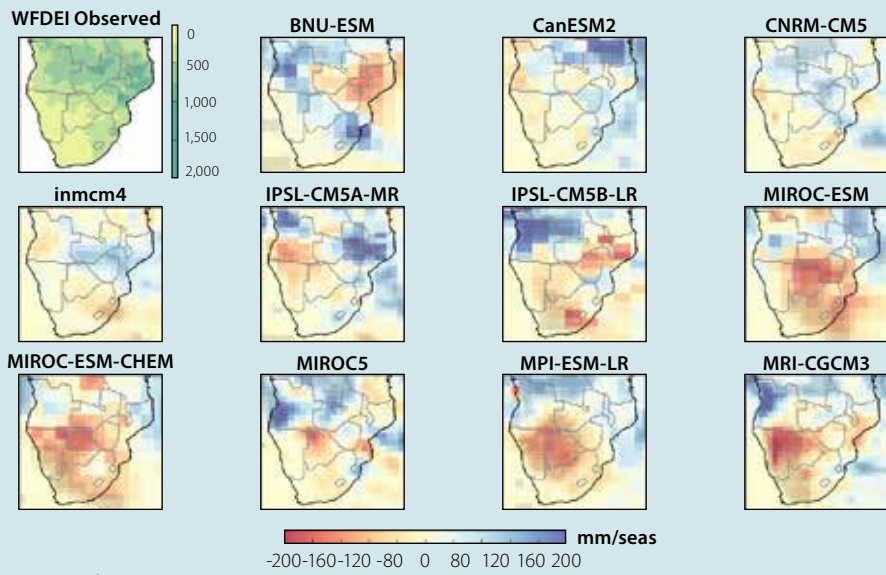 WFDEI Observed
0
500
1,000
1,500
2,000
BNU-ESM
CanESM2
CNRM-CM5
inmcm4
IPSL-CM5A-MR
IPSL-CM5B-LR
MIROC-ESM
MIROC-ESM-CHEM
MIROC5
MPI-ESM-LR
MRI-CGCM3
mm/seas
-200 -160 -120 -80 0 80 120 160 200